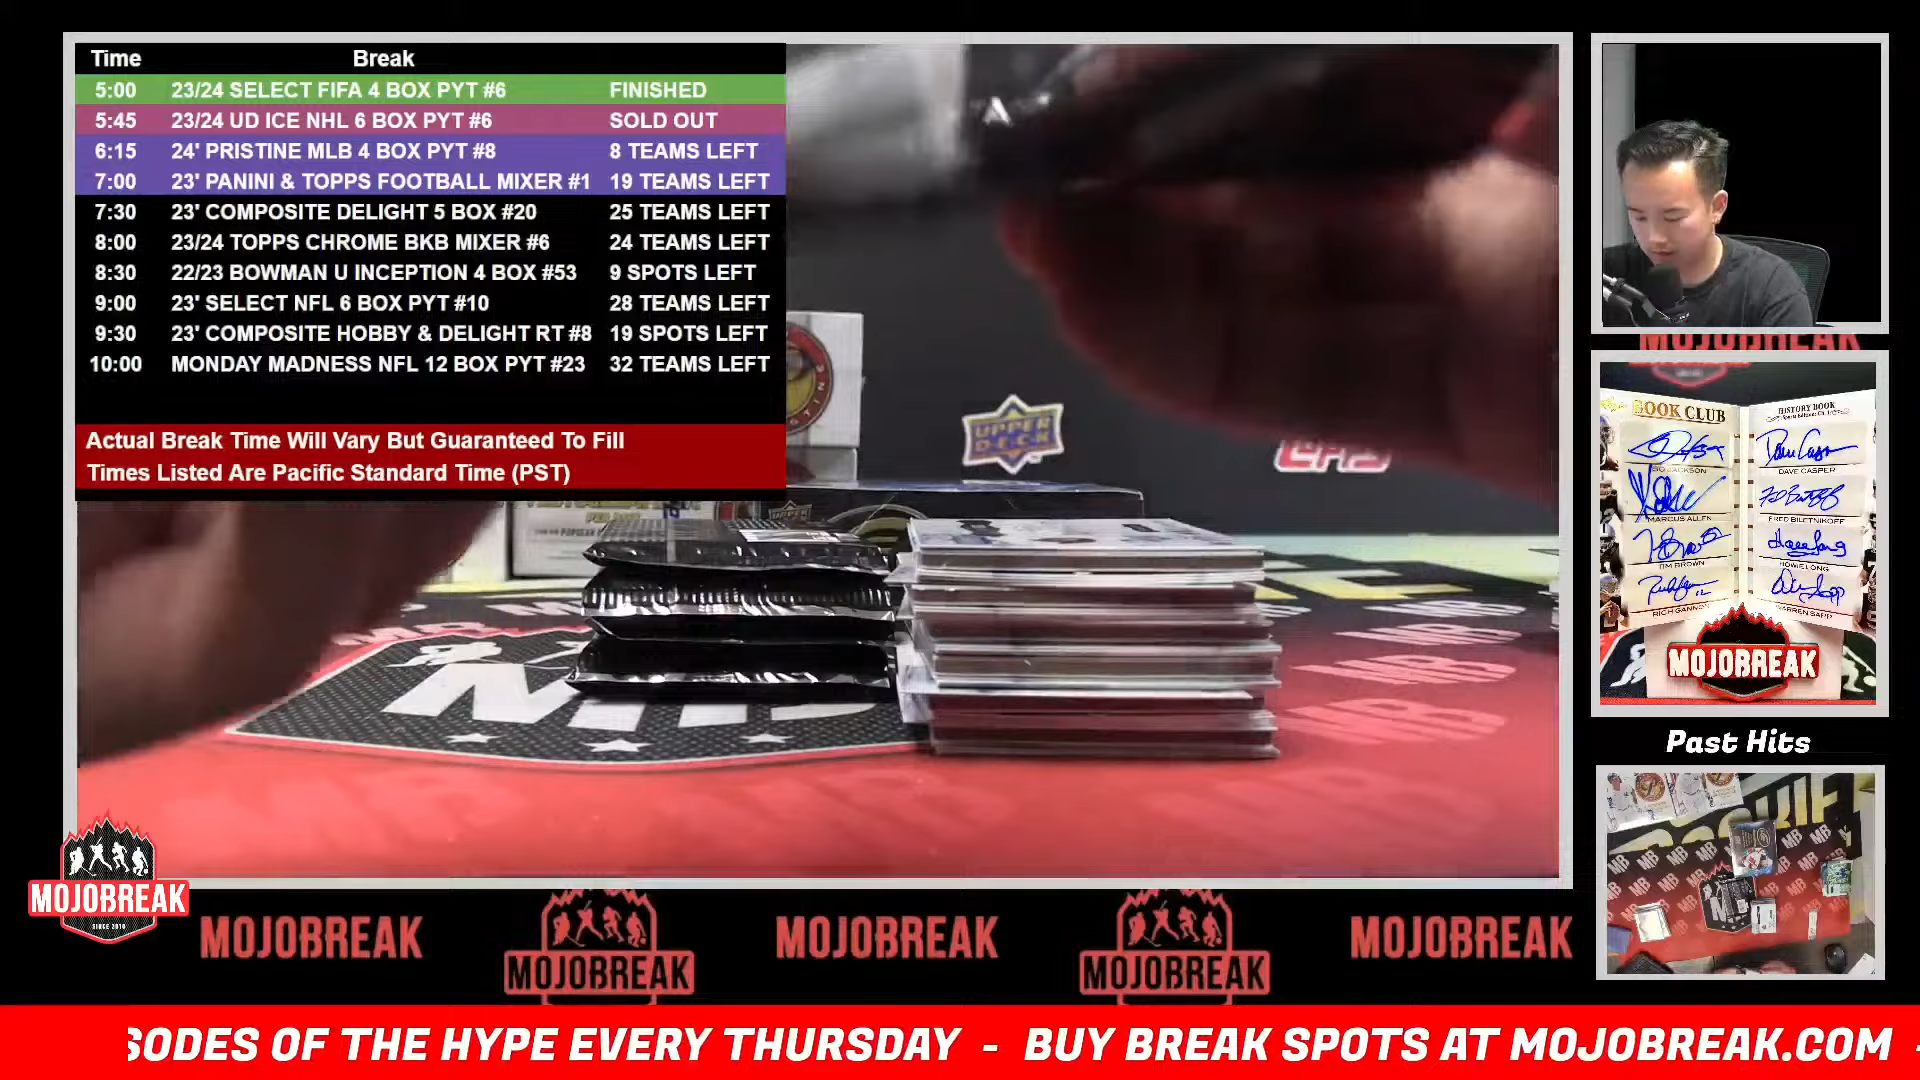 Time Break
5:00 23/24 SELECT FIFA 4 BOX PYT #6 FINISHED
5:45 23/24 UD ICE NHL 6 BOX PYT #6 SOLD OUT
6:15 24' PRISTINE MLB 4 BOX PYT #8 8 TEAMS LEFT
7:00 23' PANINI & TOPPS FOOTBALL MIXER #1 19 TEAMS LEFT
7:30 23' COMPOSITE DELIGHT 5 BOX #20 25 TEAMS LEFT
8:00 23/24 TOPPS CHROME BKB MIXER #6 24 TEAMS LEFT
8:30 22/23 BOWMAN U INCEPTION 4 BOX #53 9 SPOTS LEFT
9:00 23' SELECT NFL 6 BOX PYT #10 28 TEAMS LEFT
9:30 23' COMPOSITE HOBBY & DELIGHT RT #8 19 SPOTS LEFT
10:00 MONDAY MADNESS NFL 12 BOX PYT #23 32 TEAMS LEFT
Actual Break Time Will Vary But Guaranteed To Fill
Times Listed Are Pacific Standard Time (PST)
UPPER
DECK
MOJOBREAK
BOOK CLUB
HISTORY BOOK
BO JACKSON
DAVE CASPER
MARCUS ALLEN
FRED BILETNIKOFF
TIM BROWN
HOWIE LONG
RICH GANNON
WARREN SAPP
MOJOBREAK
Past Hits
MOJOBREAK
SINCE 2010
MOJOBREAK MOJOBREAK MOJOBREAK MOJOBREAK MOJOBREAK
SODES OF THE HYPE EVERY THURSDAY - BUY BREAK SPOTS AT MOJOBREAK.COM -